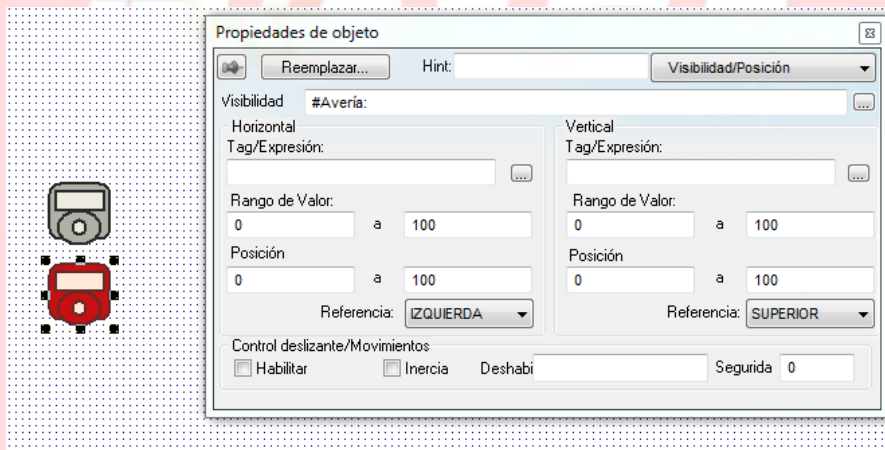 Propiedades de objeto
Reemplazar... Hint: Visibilidad/Posición
Visibilidad #Avería: ...
Horizontal Vertical
Tag/Expresión: Tag/Expresión:
... ...
Rango de Valor: Rango de Valor:
0 a 100 0 a 100
Posición Posición
0 a 100 0 a 100
Referencia: IZQUIERDA Referencia: SUPERIOR
Control deslizante/Movimientos
Habilitar Inercia Deshabi Segurida 0